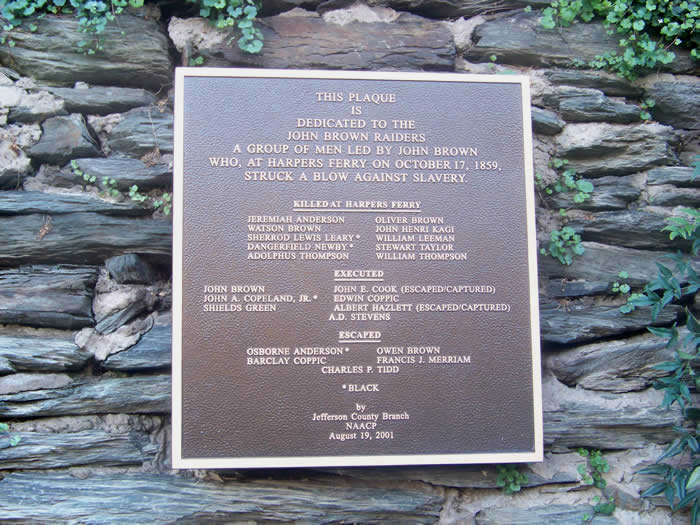 THIS PLAQUE
IS
DEDICATED TO THE
JOHN BROWN RAIDERS
A GROUP OF MEN LED BY JOHN BROWN
WHO, AT HARPERS FERRY ON OCTOBER 17, 1859,
STRUCK A BLOW AGAINST SLAVERY.
KILLED AT HARPERS FERRY
JEREMIAH ANDERSON OLIVER BROWN
WATSON BROWN JOHN HENRI KAGI
SHERROD LEWIS LEARY* WILLIAM LEEMAN
DANGERFIELD NEWBY* STEWART TAYLOR
ADOLPHUS THOMPSON WILLIAM THOMPSON
EXECUTED
JOHN BROWN JOHN E. COOK (ESCAPED/CAPTURED)
JOHN A. COPELAND, JR.* EDWIN COPPIC
SHIELDS GREEN ALBERT HAZLETT (ESCAPED/CAPTURED)
A.D. STEVENS
ESCAPED
OSBORNE ANDERSON* OWEN BROWN
BARCLAY COPPIC FRANCIS J. MERRIAM
CHARLES P. TIDD
*BLACK
by
Jefferson County Branch
NAACP
August 19, 2001